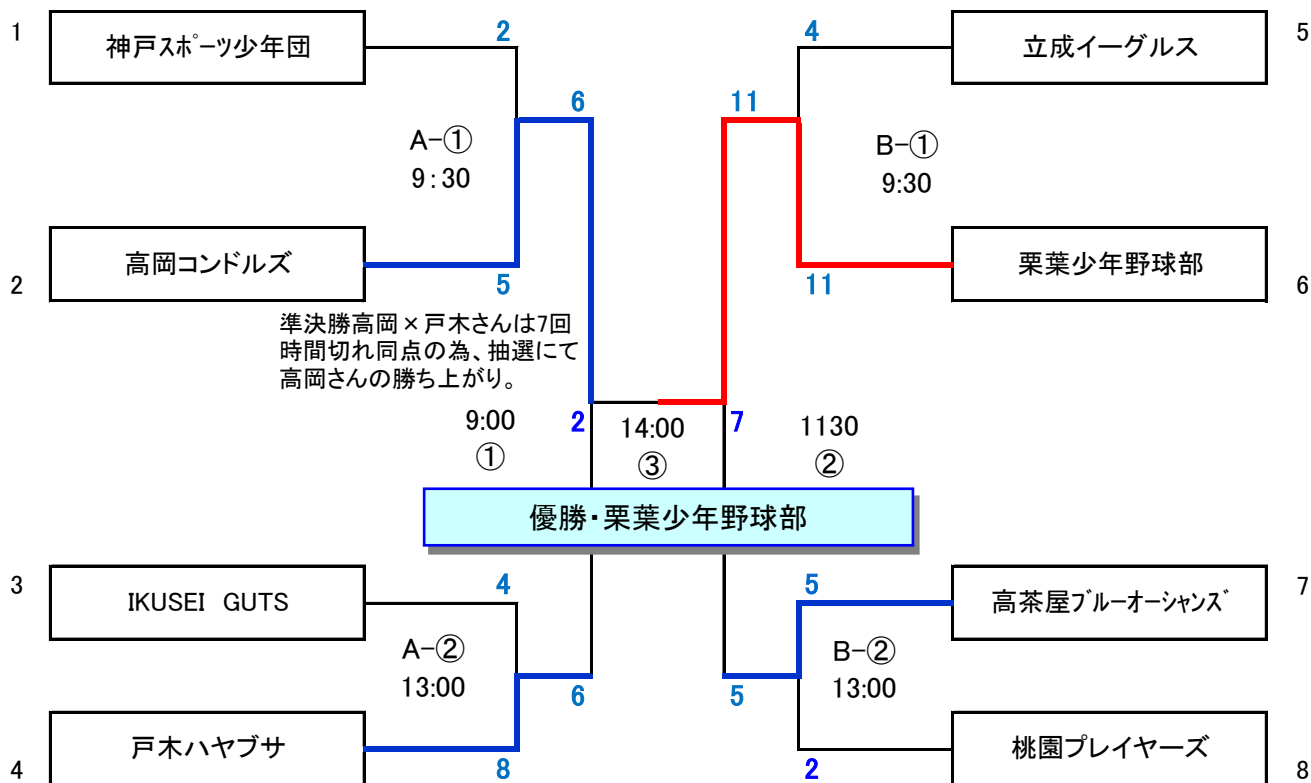 1
神戸スポーツ少年団
2
4
立成イーグルス
5
6
11
A-①
9:30
B-①
9:30
2
高岡コンドルズ
5
11
栗葉少年野球部
6
準決勝高岡×戸木さんは7回
時間切れ同点の為、抽選にて
高岡さんの勝ち上がり。
9:00
①
2
14:00
③
7
1130
②
優勝・栗葉少年野球部
3
IKUSEI GUTS
4
5
高茶屋ブルーオーシャンズ
7
A-②
13:00
6
5
B-②
13:00
4
戸木ハヤブサ
8
2
桃園プレイヤーズ
8